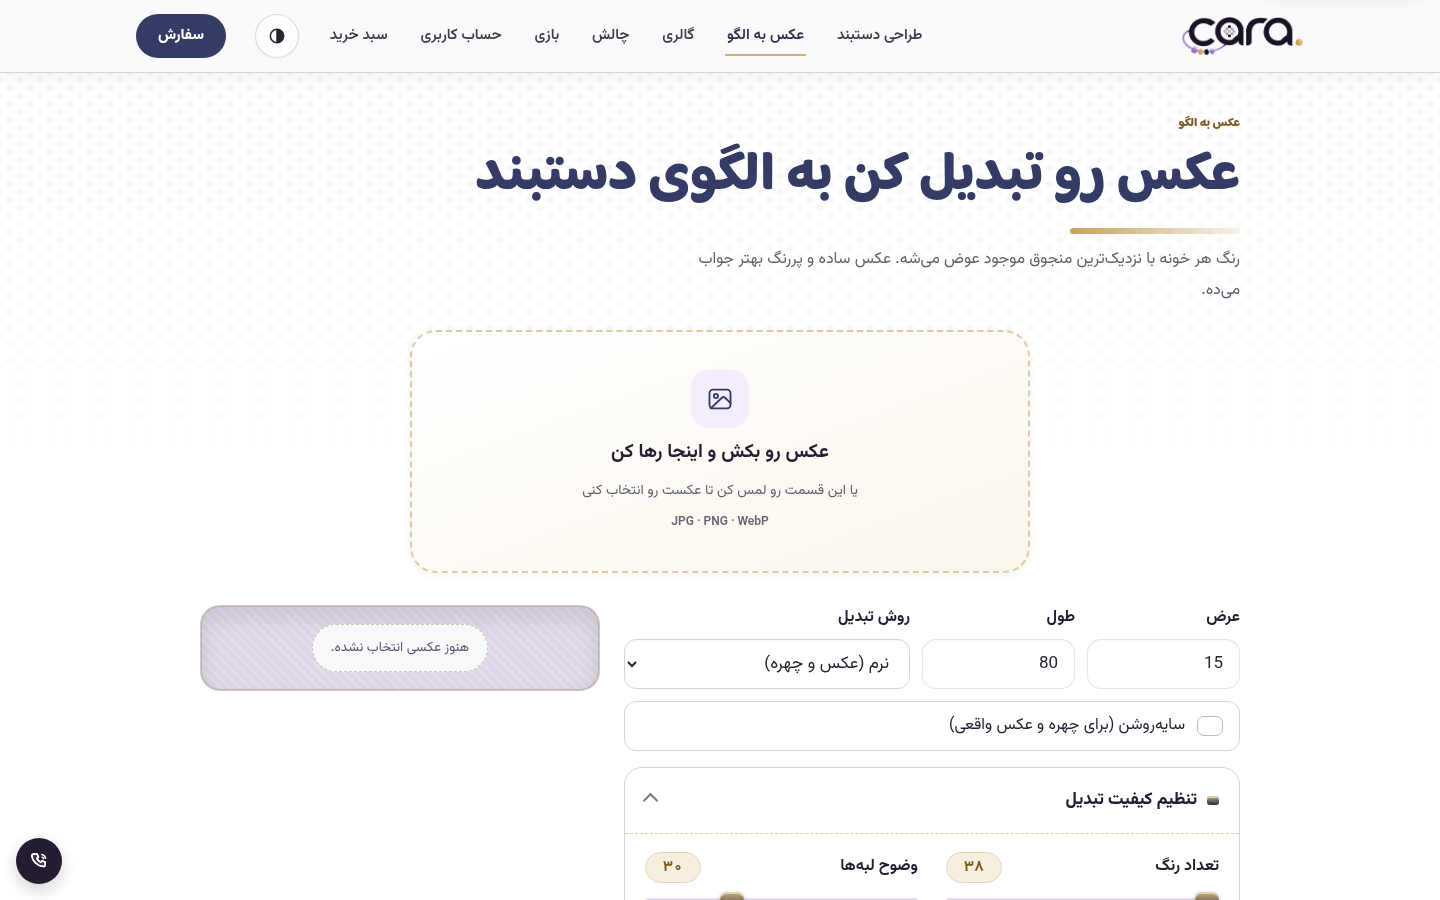 cara.
طراحی دستبند
عکس به الگو
گالری
چالش
بازی
حساب کاربری
سبد خرید
سفارش
عکس به الگو
عکس رو تبدیل کن به الگوی دستبند
رنگ هر خونه با نزدیک‌ترین منجوق موجود عوض می‌شه. عکس ساده و پررنگ بهتر جواب
می‌ده.
عکس رو بکش و اینجا رها کن
یا این قسمت رو لمس کن تا عکست رو انتخاب کنی
JPG · PNG · WebP
عرض
طول
روش تبدیل
15
80
نرم (عکس و چهره)
هنوز عکسی انتخاب نشده.
سایه‌روشن (برای چهره و عکس واقعی)
تنظیم کیفیت تبدیل
تعداد رنگ
۳۸
وضوح لبه‌ها
۳۰